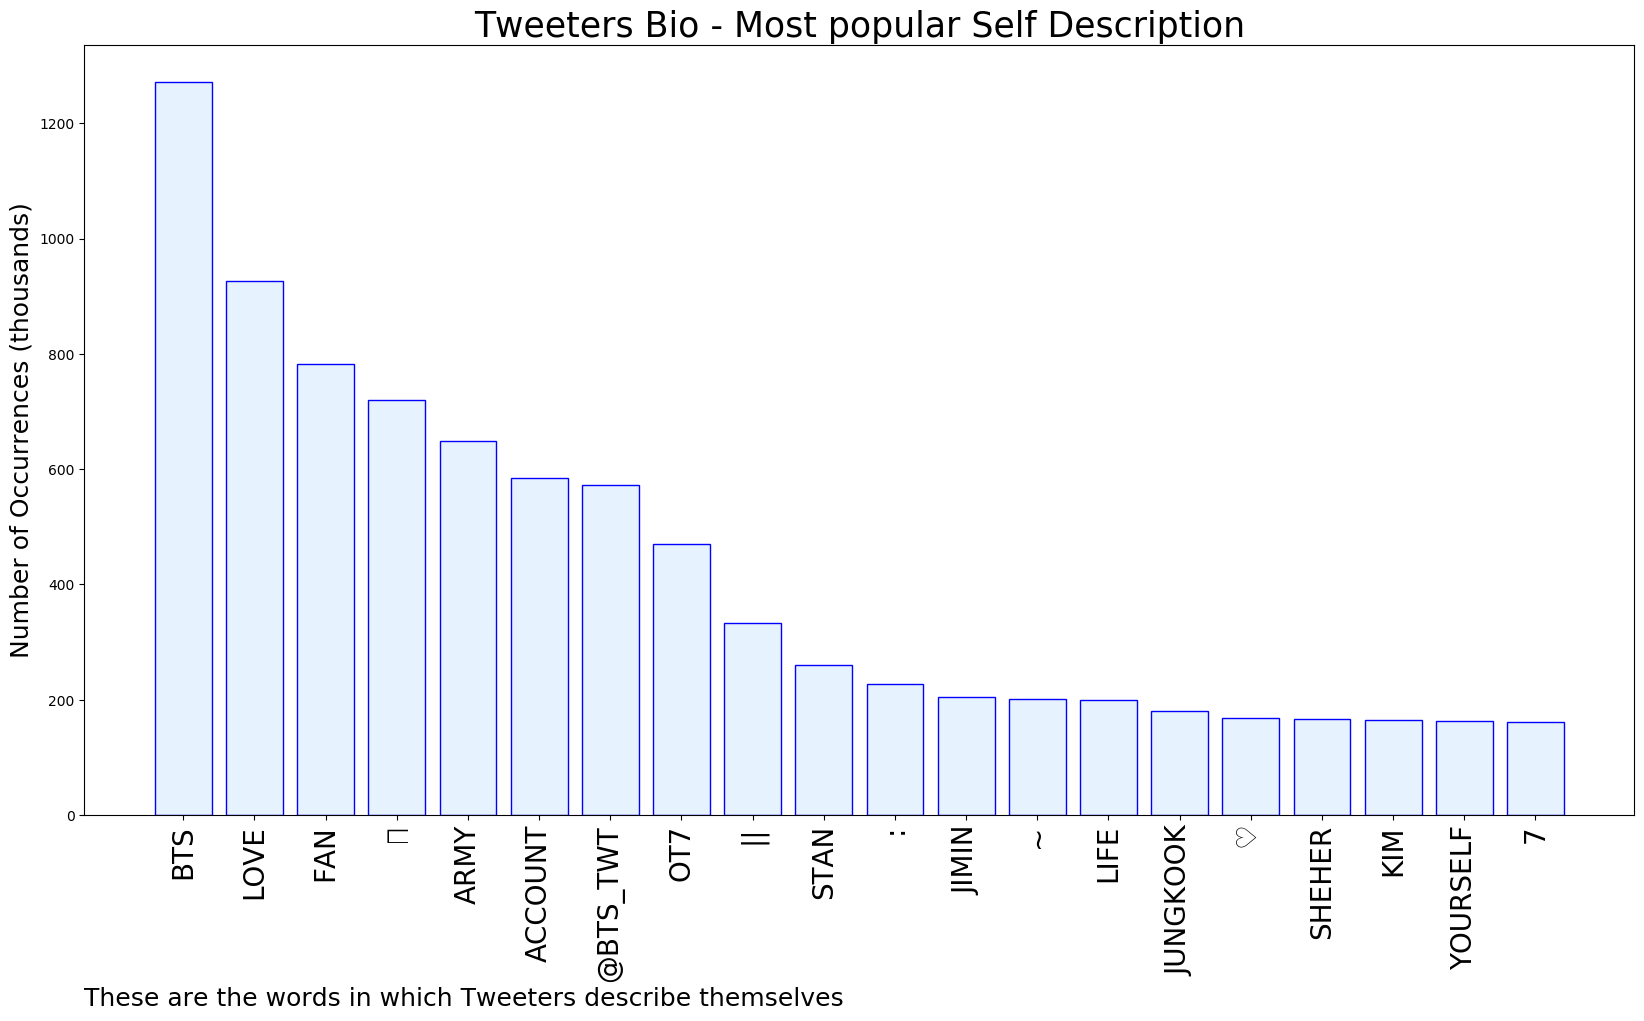 Tweeters Bio - Most popular Self Description
Number of Occurrences (thousands)
1200
1000
800
600
400
200
0
BTS
LOVE
FAN
ARMY
ACCOUNT
@BTS_TWT
OT7
||
STAN
:
JIMIN
~
LIFE
JUNGKOOK
♡
SHEHER
KIM
YOURSELF
7
These are the words in which Tweeters describe themselves